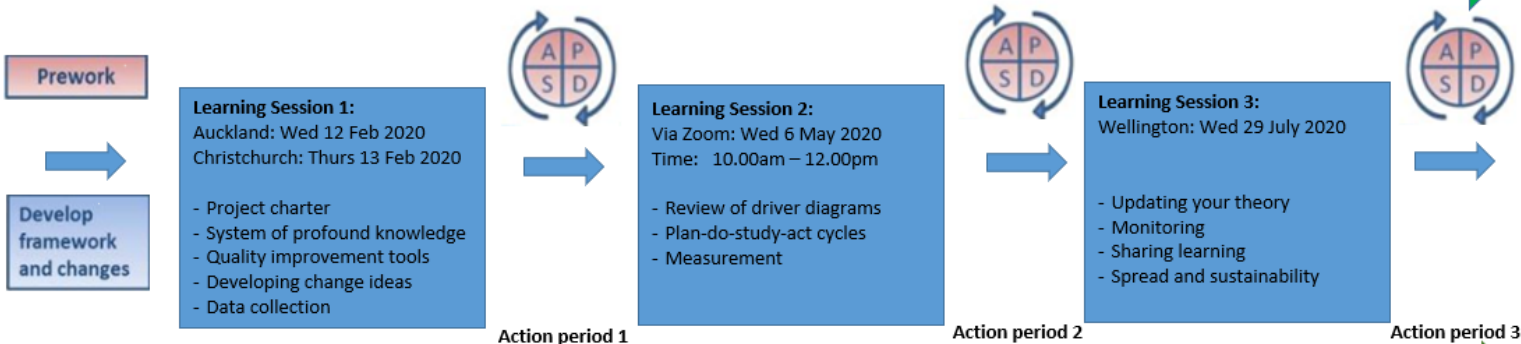 Prework
Develop
framework
and changes
Learning Session 1:
Auckland: Wed 12 Feb 2020
Christchurch: Thurs 13 Feb 2020
- Project charter
- System of profound knowledge
- Quality improvement tools
- Developing change ideas
- Data collection
A P
S D
Action period 1
Learning Session 2:
Via Zoom: Wed 6 May 2020
Time: 10.00am – 12.00pm
- Review of driver diagrams
- Plan-do-study-act cycles
- Measurement
A P
S D
Action period 2
Learning Session 3:
Wellington: Wed 29 July 2020
- Updating your theory
- Monitoring
- Sharing learning
- Spread and sustainability
A P
S D
Action period 3